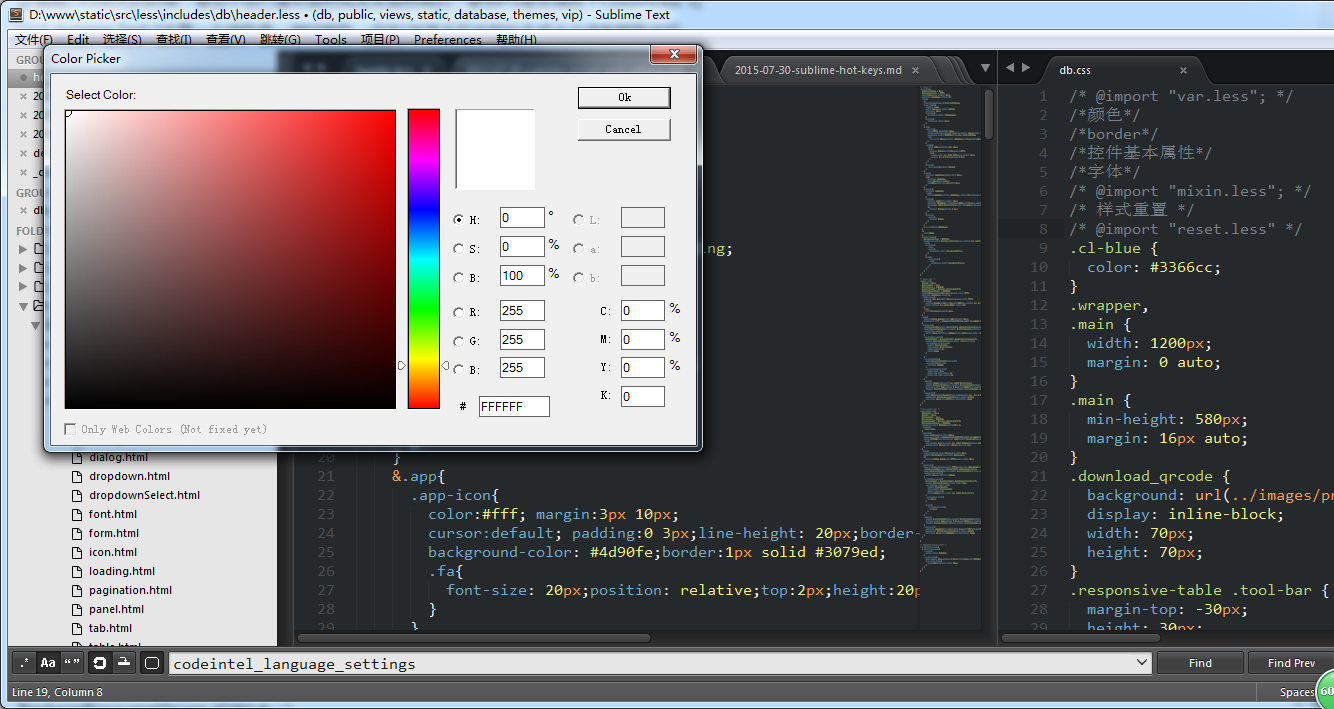 D:\www\static\src\less\includes\db\header.less • (db, public, views, static, database, themes, vip) - Sublime Text
文件(F) Edit 选择(S) 查找(I) 查看(V) 跳转(G) Tools 项目(P) Preferences 帮助(H)
Color Picker
Select Color:
Ok
Cancel
H: 0 °
S: 0 %
B: 100 %
R: 255
G: 255
B: 255
# FFFFFF
L:
a:
b:
C: 0 %
M: 0 %
Y: 0 %
K: 0
Only Web Colors (Not fixed yet)
dialog.html
dropdown.html
dropdownSelect.html
font.html
form.html
icon.html
loading.html
pagination.html
panel.html
tab.html
table.html
2015-07-30-sublime-hot-keys.md
20 }
21 &.app{
22 .app-icon{
23 color:#fff; margin:3px 10px;
24 cursor:default; padding:0 3px;line-height: 20px;border-
25 background-color: #4d90fe;border:1px solid #3079ed;
26 .fa{
27 font-size: 20px;position: relative;top:2px;height:20p
28 }
29 }
db.css
1 /* @import "var.less"; */
2 /*颜色*/
3 /*border*/
4 /*控件基本属性*/
5 /*字体*/
6 /* @import "mixin.less"; */
7 /* 样式重置 */
8 /* @import "reset.less" */
9 .cl-blue {
10 color: #3366cc;
11 }
12 .wrapper,
13 .main {
14 width: 1200px;
15 margin: 0 auto;
16 }
17 .main {
18 min-height: 580px;
19 margin: 16px auto;
20 }
21 .download_qrcode {
22 background: url(../images/pr
23 display: inline-block;
24 width: 70px;
25 height: 70px;
26 }
27 .responsive-table .tool-bar {
28 margin-top: -30px;
29 height: 30px;
.* Aa “”
codeintel_language_settings
Find
Find Prev
Line 19, Column 8
Spaces
60